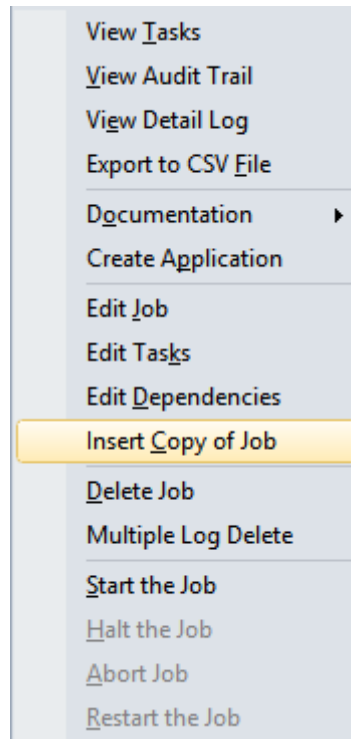 View Tasks
View Audit Trail
View Detail Log
Export to CSV File
Documentation
Create Application
Edit Job
Edit Tasks
Edit Dependencies
Insert Copy of Job
Delete Job
Multiple Log Delete
Start the Job
Halt the Job
Abort Job
Restart the Job